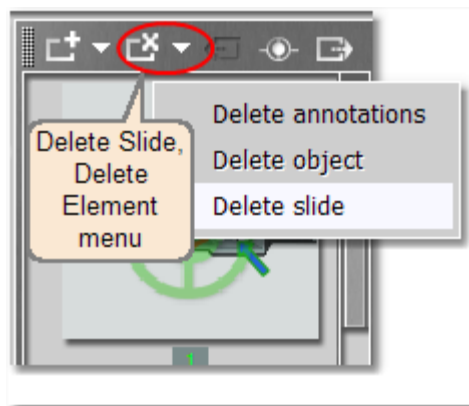 Delete annotations
Delete object
Delete slide
Delete Slide,
Delete
Element
menu
1